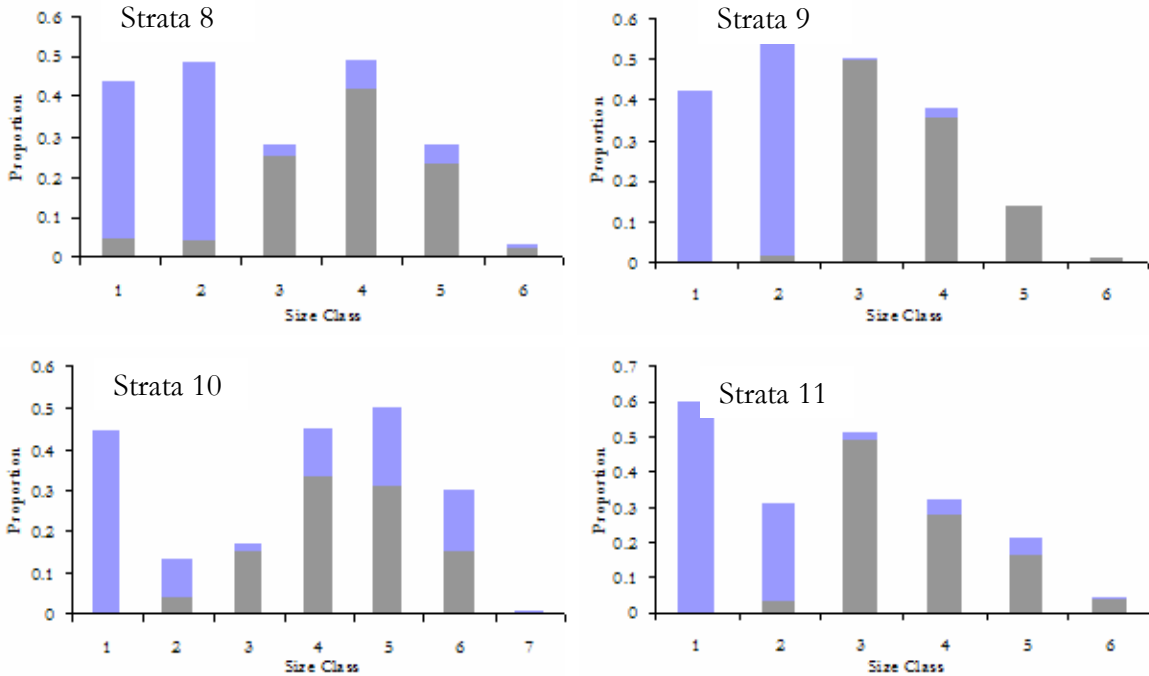 Strata 8
0.6
0.5
0.4
0.3
0.2
0.1
0
Proportion
1 2 3 4 5 6
Size Class
Strata 9
0.6
0.5
0.4
0.3
0.2
0.1
0
Proportion
1 2 3 4 5 6
Size Class
Strata 10
0.6
0.5
0.4
0.3
0.2
0.1
0
Proportion
1 2 3 4 5 6 7
Size Class
Strata 11
0.7
0.6
0.5
0.4
0.3
0.2
0.1
0
Proportion
1 2 3 4 5 6
Size Class